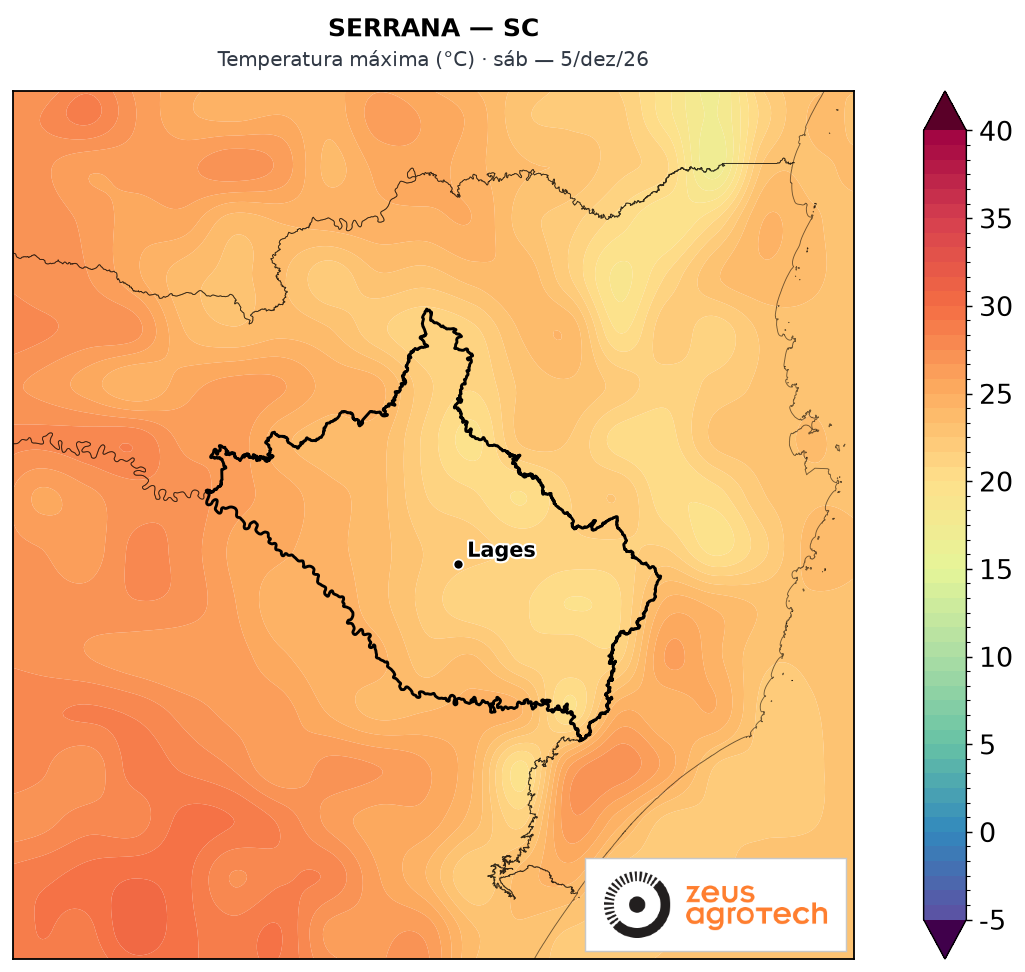 SERRANA — SC
Temperatura máxima (°C) · sáb — 5/dez/26
40
35
30
25
20
15
10
5
0
-5
Lages
zeus
agrotech